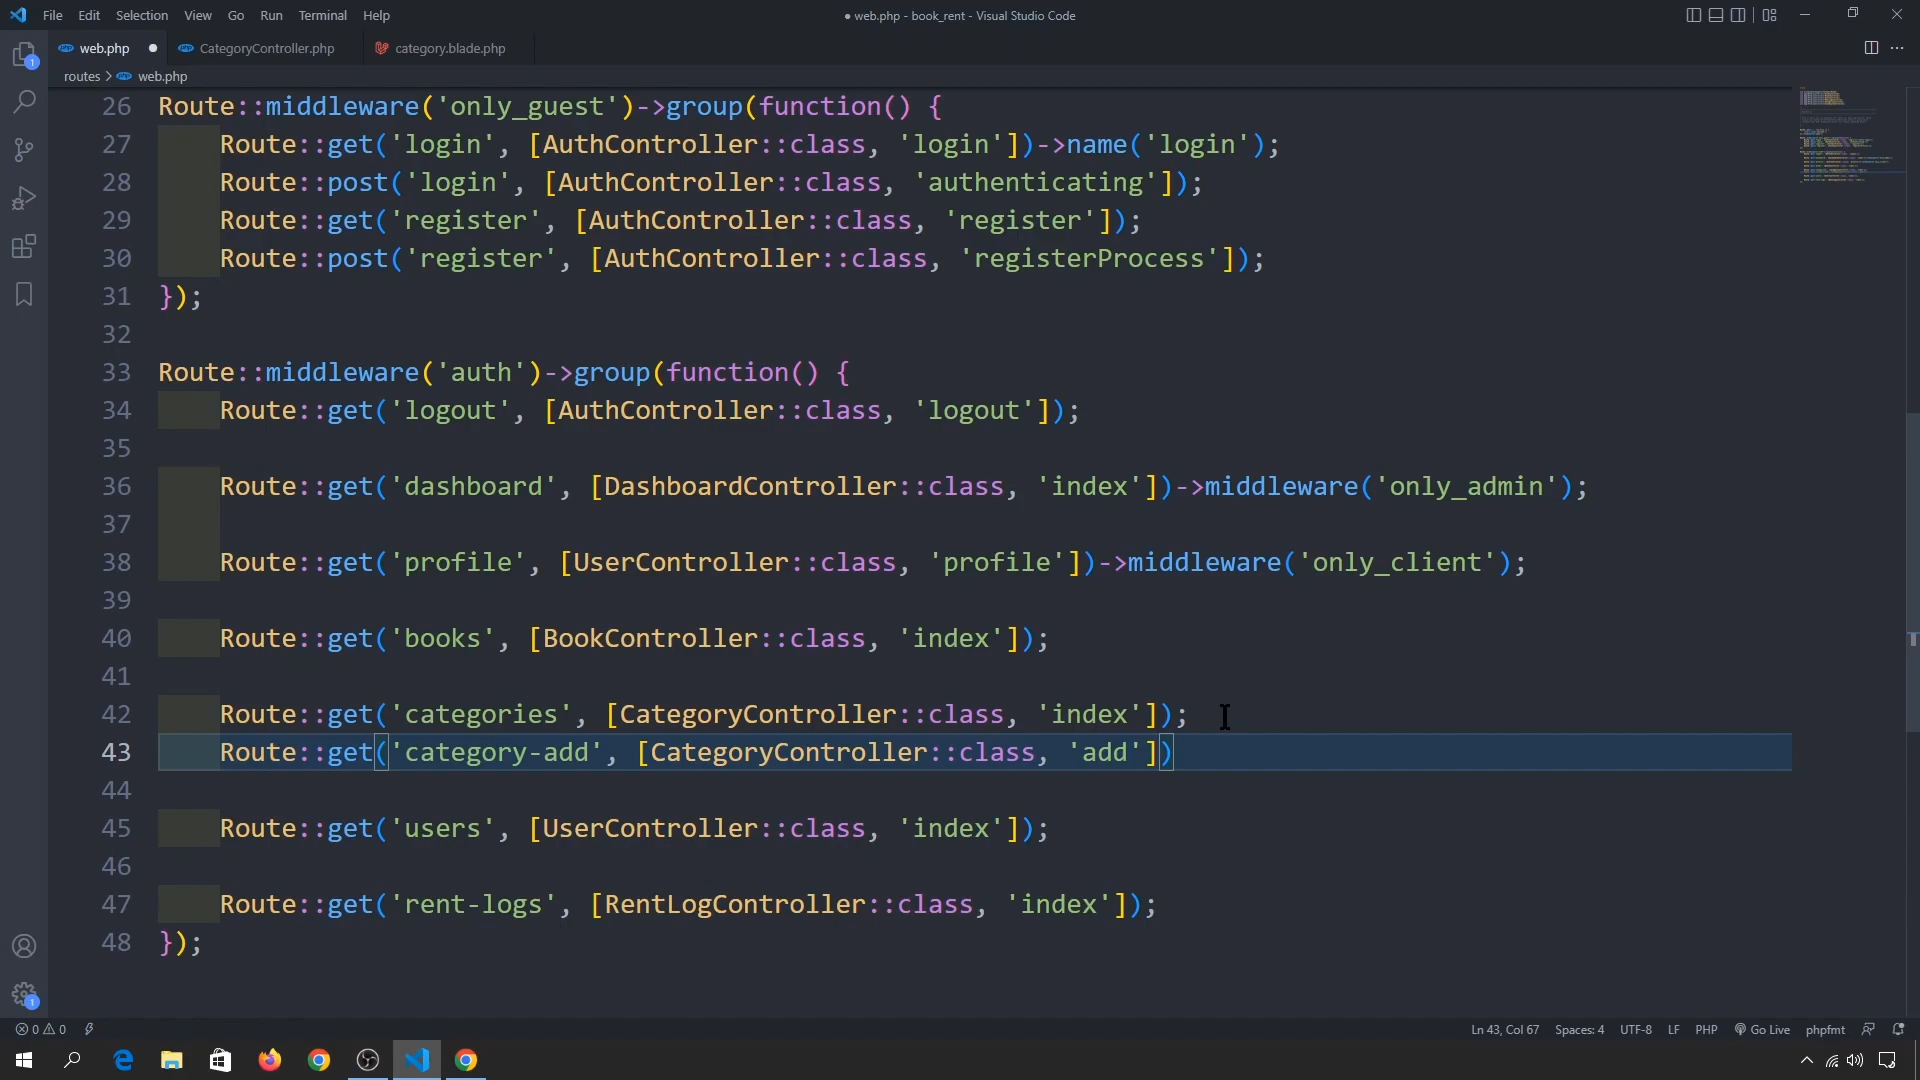 File Edit Selection View Go Run Terminal Help
● web.php - book_rent - Visual Studio Code
web.php CategoryController.php category.blade.php
routes > web.php
26 Route::middleware('only_guest')->group(function() {
27 Route::get('login', [AuthController::class, 'login'])->name('login');
28 Route::post('login', [AuthController::class, 'authenticating']);
29 Route::get('register', [AuthController::class, 'register']);
30 Route::post('register', [AuthController::class, 'registerProcess']);
31 });
32
33 Route::middleware('auth')->group(function() {
34 Route::get('logout', [AuthController::class, 'logout']);
35
36 Route::get('dashboard', [DashboardController::class, 'index'])->middleware('only_admin');
37
38 Route::get('profile', [UserController::class, 'profile'])->middleware('only_client');
39
40 Route::get('books', [BookController::class, 'index']);
41
42 Route::get('categories', [CategoryController::class, 'index']);
43 Route::get('category-add', [CategoryController::class, 'add'])
44
45 Route::get('users', [UserController::class, 'index']);
46
47 Route::get('rent-logs', [RentLogController::class, 'index']);
48 });
0 0 Ln 43, Col 67 Spaces: 4 UTF-8 LF PHP Go Live phpfmt